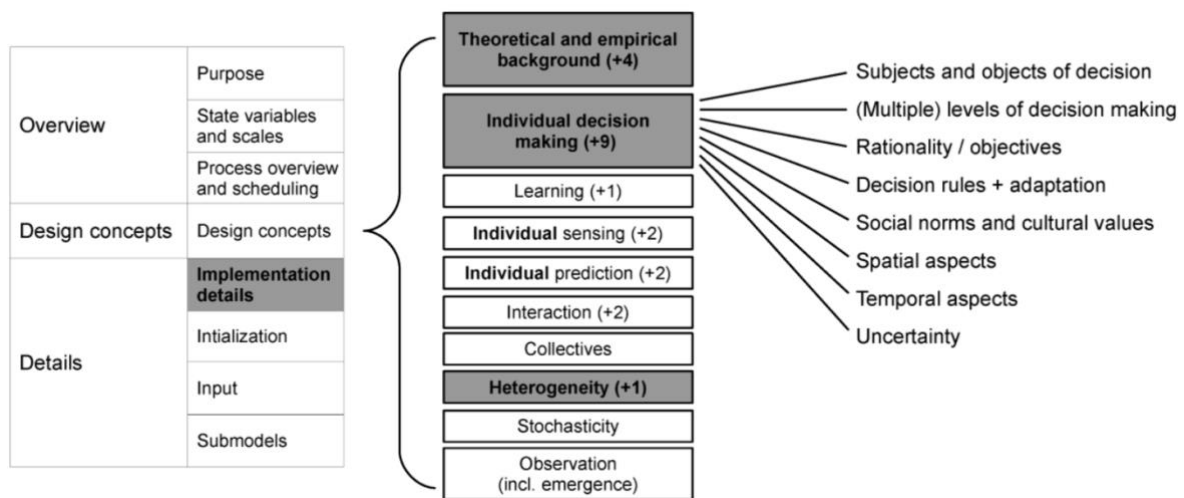 Overview
Purpose
State variables
and scales
Process overview
and scheduling
Design concepts
Design concepts
Details
Implementation
details
Intialization
Input
Submodels
Theoretical and empirical
background (+4)
Individual decision
making (+9)
Learning (+1)
Individual sensing (+2)
Individual prediction (+2)
Interaction (+2)
Collectives
Heterogeneity (+1)
Stochasticity
Observation
(incl. emergence)
Subjects and objects of decision
(Multiple) levels of decision making
Rationality / objectives
Decision rules + adaptation
Social norms and cultural values
Spatial aspects
Temporal aspects
Uncertainty